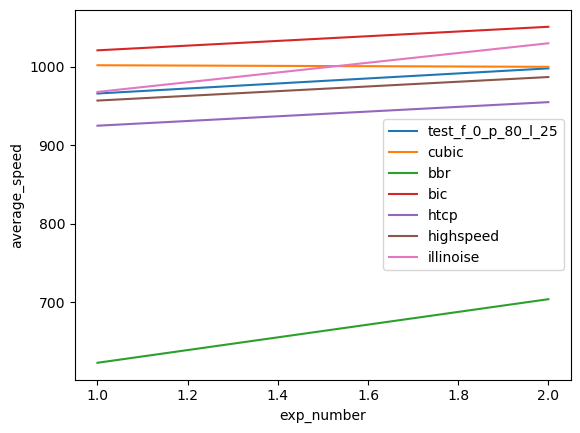 1000
900
800
700
average_speed
1.0
1.2
1.4
1.6
1.8
2.0
exp_number
test_f_0_p_80_l_25
cubic
bbr
bic
htcp
highspeed
illinoise